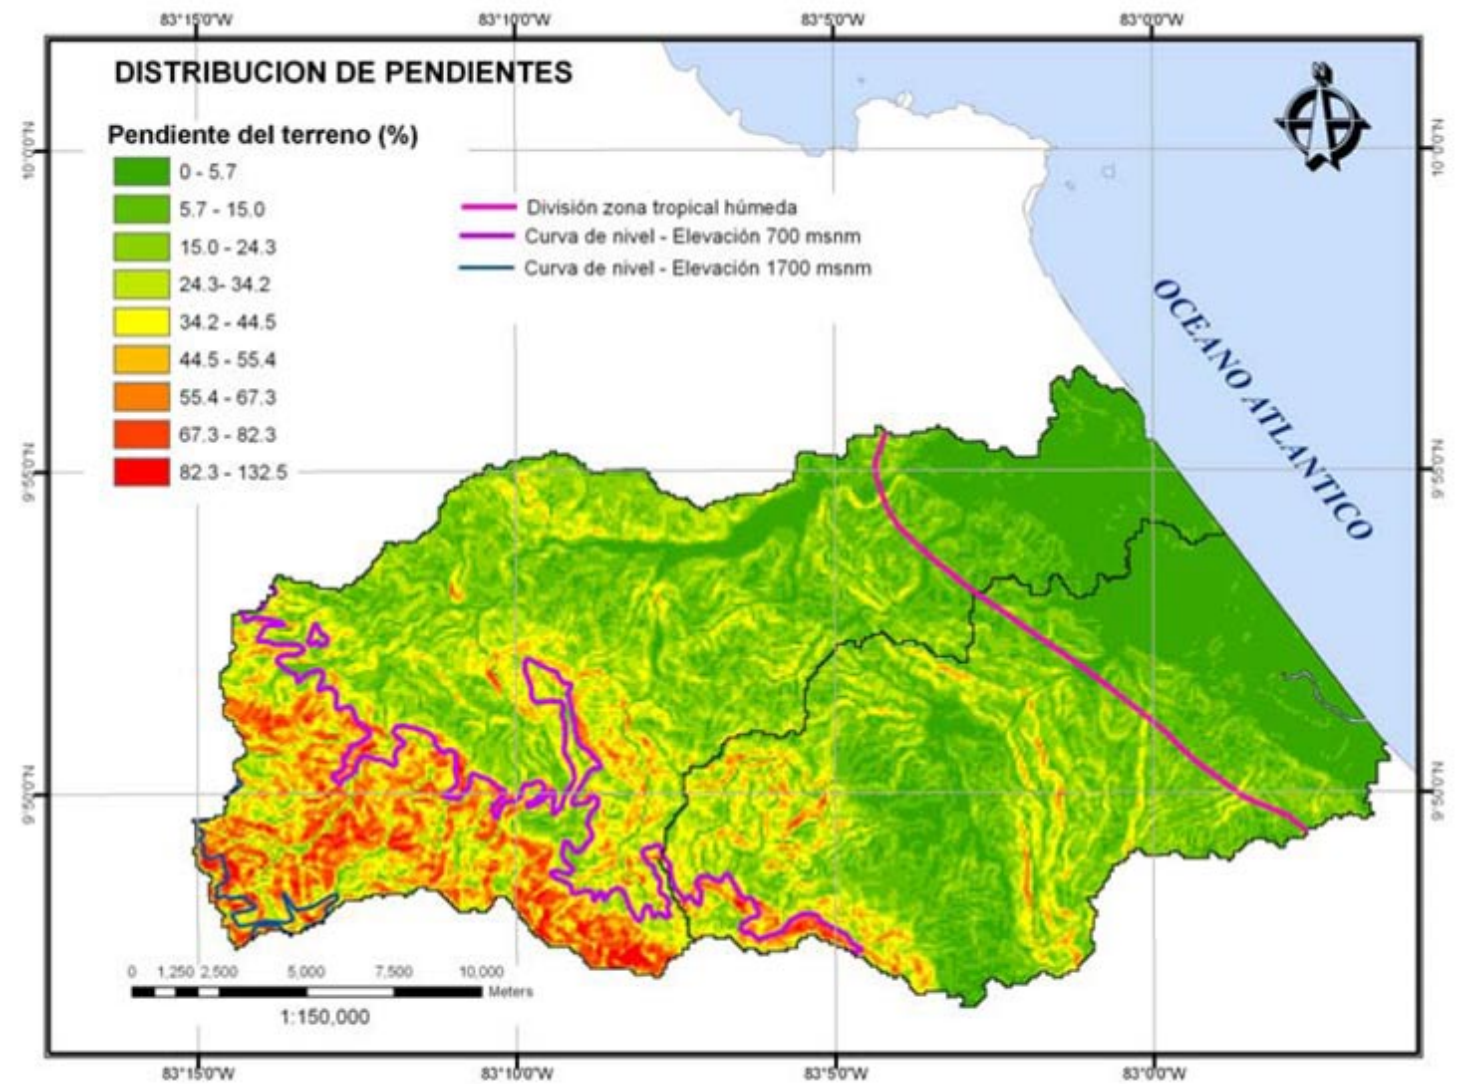 83°15'0"W 83°10'0"W 83°5'0"W 83°0'0"W
DISTRIBUCION DE PENDIENTES
N
Pendiente del terreno (%)
10°0'0"N 10°0'0"N
0 - 5.7
5.7 - 15.0
15.0 - 24.3
24.3- 34.2
34.2 - 44.5
44.5 - 55.4
55.4 - 67.3
67.3 - 82.3
82.3 - 132.5
División zona tropical húmeda
Curva de nivel - Elevación 700 msnm
Curva de nivel - Elevación 1700 msnm
OCEANO ATLANTICO
0 1,250 2,500 5,000 7,500 10,000
Meters
1:150,000
83°15'0"W 83°10'0"W 83°5'0"W 83°0'0"W